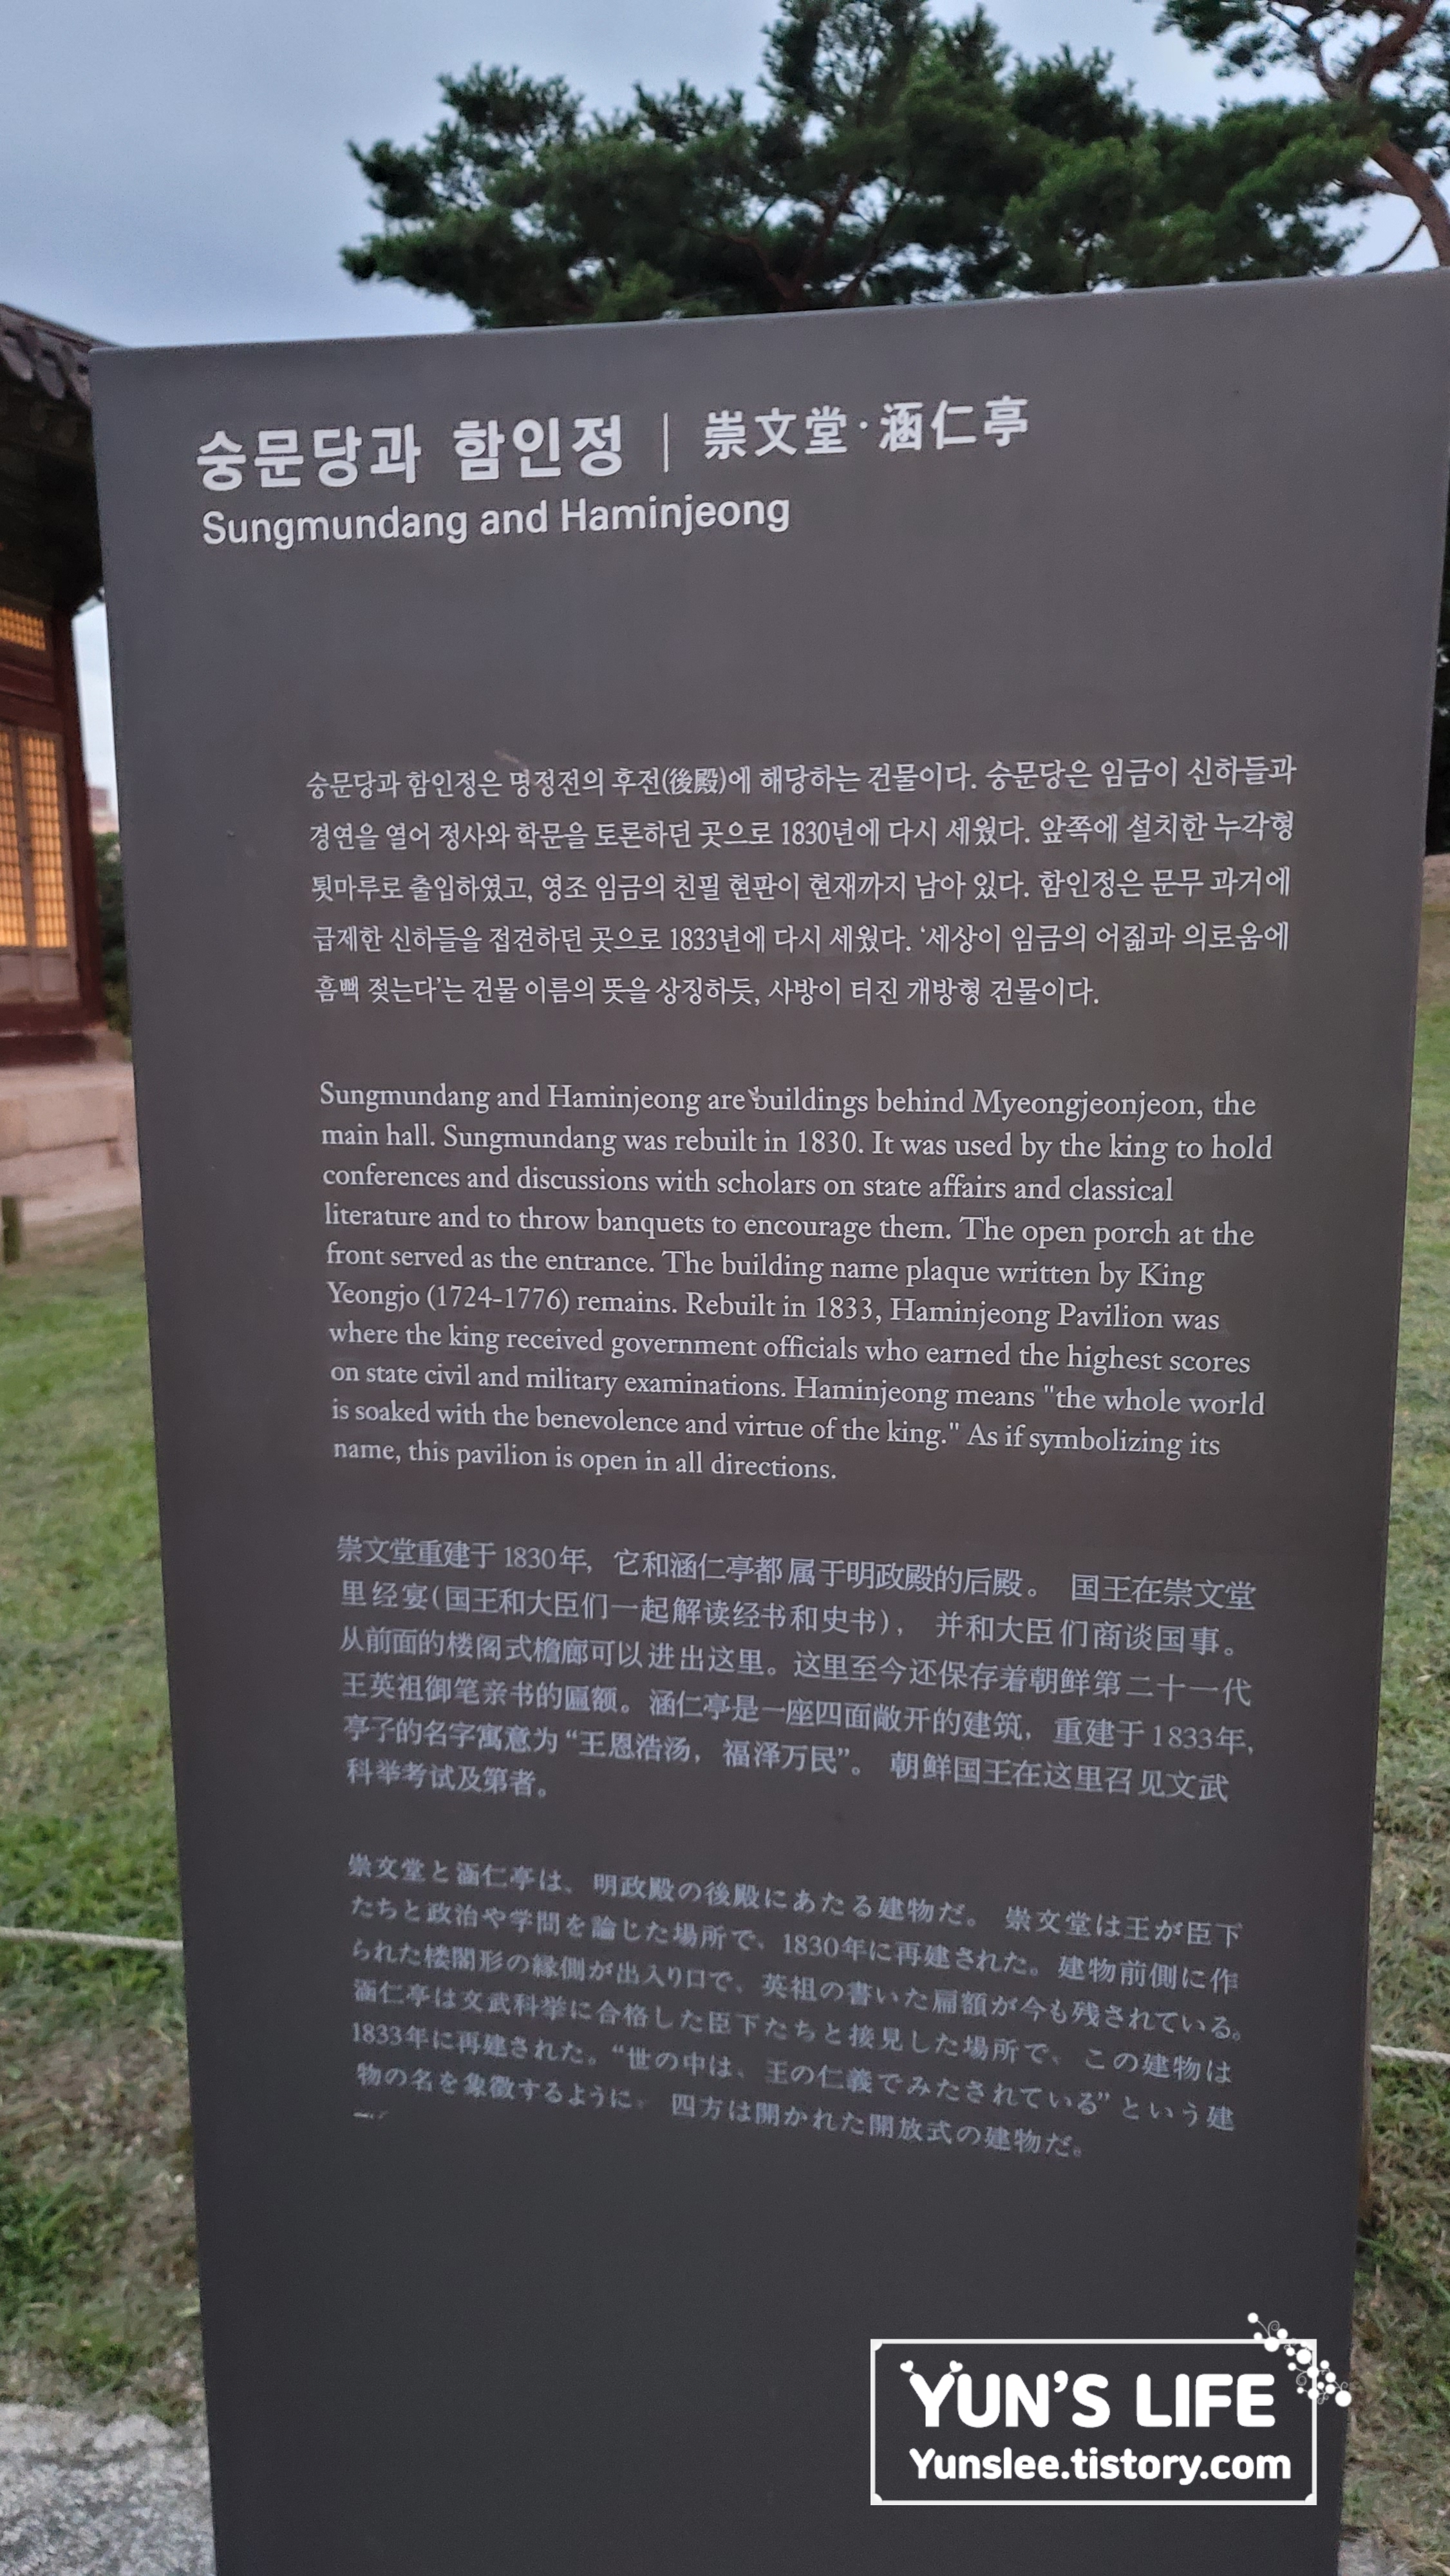 숭문당과 함인정 | 崇文堂·涵仁亭
Sungmundang and Haminjeong
숭문당과 함인정은 명정전의 후전(後殿)에 해당하는 건물이다. 숭문당은 임금이 신하들과
경연을 열어 정사와 학문을 토론하던 곳으로 1830년에 다시 세웠다. 앞쪽에 설치한 누각형
툇마루로 출입하였고, 영조 임금의 친필 현판이 현재까지 남아 있다. 함인정은 문무 과거에
급제한 신하들을 접견하던 곳으로 1833년에 다시 세웠다. ‘세상이 임금의 어짊과 의로움에
흠뻑 젖는다’는 건물 이름의 뜻을 상징하듯, 사방이 터진 개방형 건물이다.
Sungmundang and Haminjeong are buildings behind Myeongjeonjeon, the
main hall. Sungmundang was rebuilt in 1830. It was used by the king to hold
conferences and discussions with scholars on state affairs and classical
literature and to throw banquets to encourage them. The open porch at the
front served as the entrance. The building name plaque written by King
Yeongjo (1724-1776) remains. Rebuilt in 1833, Haminjeong Pavilion was
where the king received government officials who earned the highest scores
on state civil and military examinations. Haminjeong means "the whole world
is soaked with the benevolence and virtue of the king." As if symbolizing its
name, this pavilion is open in all directions.
崇文堂重建于1830年, 它和涵仁亭都属于明政殿的后殿。 国王在崇文堂
里经宴(国王和大臣们一起解读经书和史书), 并和大臣们商谈国事。
从前面的楼阁式檐廊可以进出这里。这里至今还保存着朝鲜第二十一代
王英祖御笔亲书的匾额。涵仁亭是一座四面敞开的建筑, 重建于1833年,
亭子的名字寓意为“王恩浩汤, 福泽万民”。 朝鲜国王在这里召见文武
科举考试及第者。
崇文堂と涵仁亭は、明政殿の後殿にあたる建物だ。 崇文堂は王が臣下
たちと政治や学問を論じた場所で、1830年に再建された。建物前側に作
られた楼閣形の縁側が出入り口で、英祖の書いた扁額が今も残されている。
涵仁亭は文武科挙に合格した臣下たちと接見した場所で、この建物は
1833年に再建された。“世の中は、王の仁義でみたされている”という建
物の名を象徴するように、四方は開かれた開放式の建物だ。
YUN'S LIFE
Yunslee.tistory.com